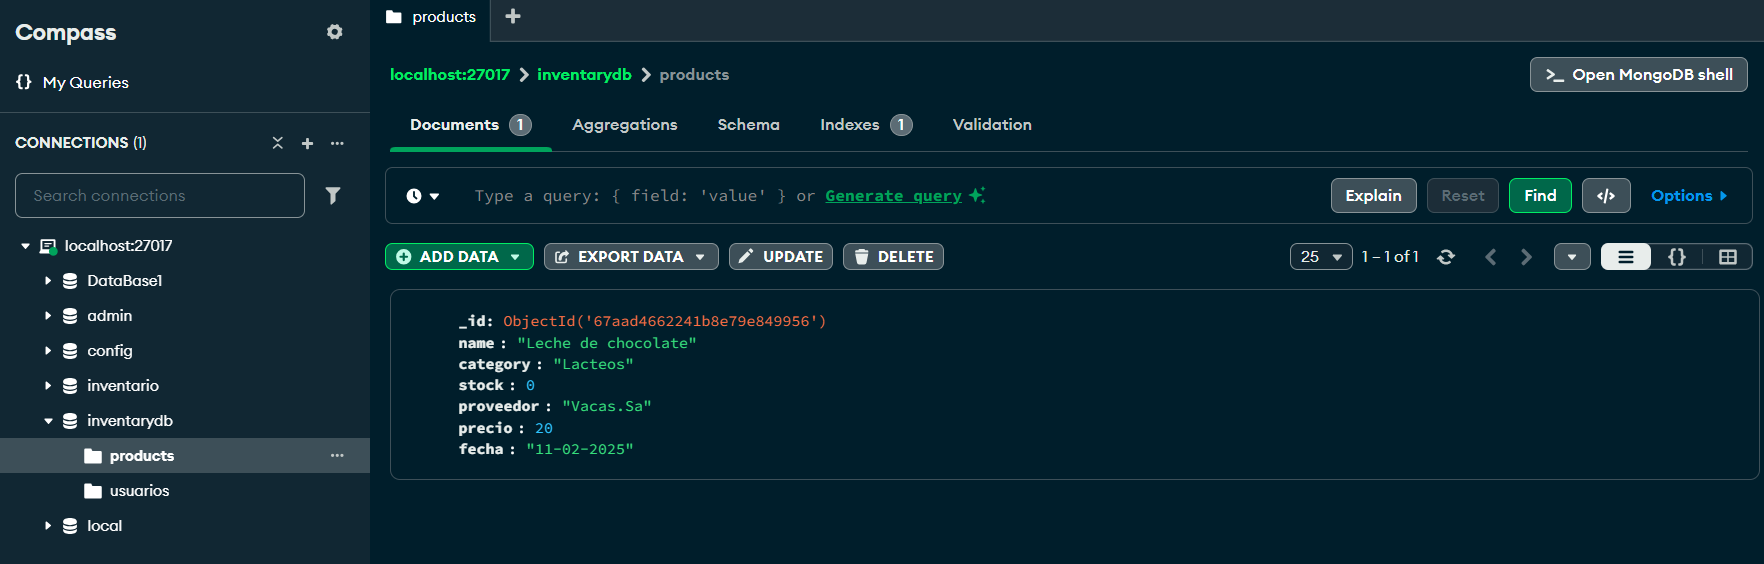 Compass
My Queries
CONNECTIONS (1)
Search connections
localhost:27017
DataBase1
admin
config
inventario
inventarydb
products
usuarios
local
products
localhost:27017 > inventarydb > products
>_ Open MongoDB shell
Documents 1 Aggregations Schema Indexes 1 Validation
Type a query: { field: 'value' } or Generate query
Explain Reset Find </> Options
ADD DATA EXPORT DATA UPDATE DELETE
25 1 – 1 of 1 {}
_id: ObjectId('67aad4662241b8e79e849956')
name : "Leche de chocolate"
category : "Lacteos"
stock : 0
proveedor : "Vacas.Sa"
precio : 20
fecha : "11-02-2025"